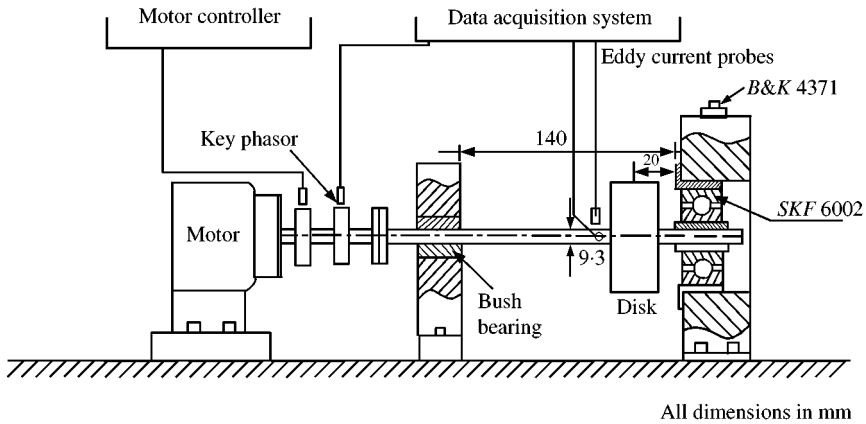 Motor controller
Data acquisition system
Eddy current probes
B&K 4371
Key phasor
140
20
SKF 6002
Motor
9·3
Bush
bearing
Disk
All dimensions in mm